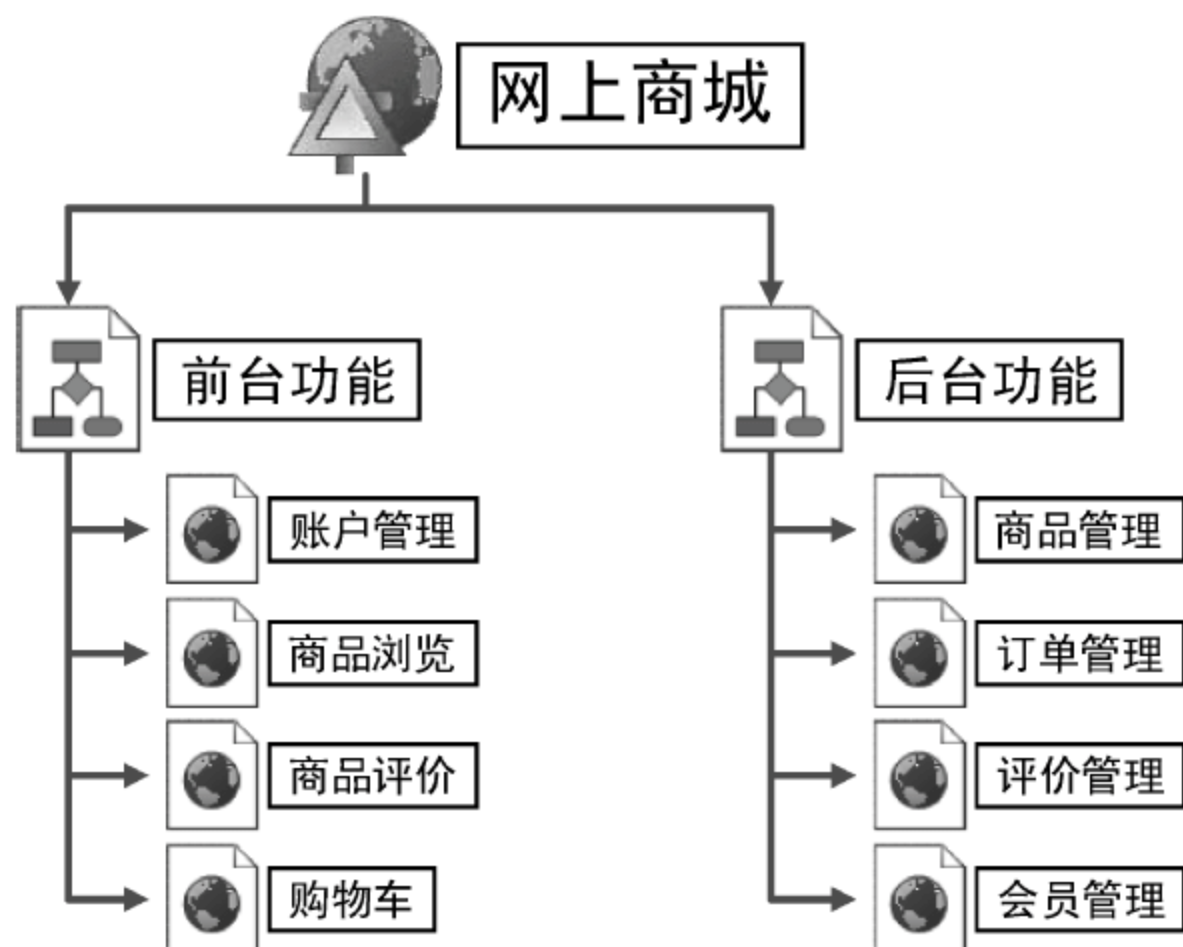 网上商城
前台功能
账户管理
商品浏览
商品评价
购物车
后台功能
商品管理
订单管理
评价管理
会员管理